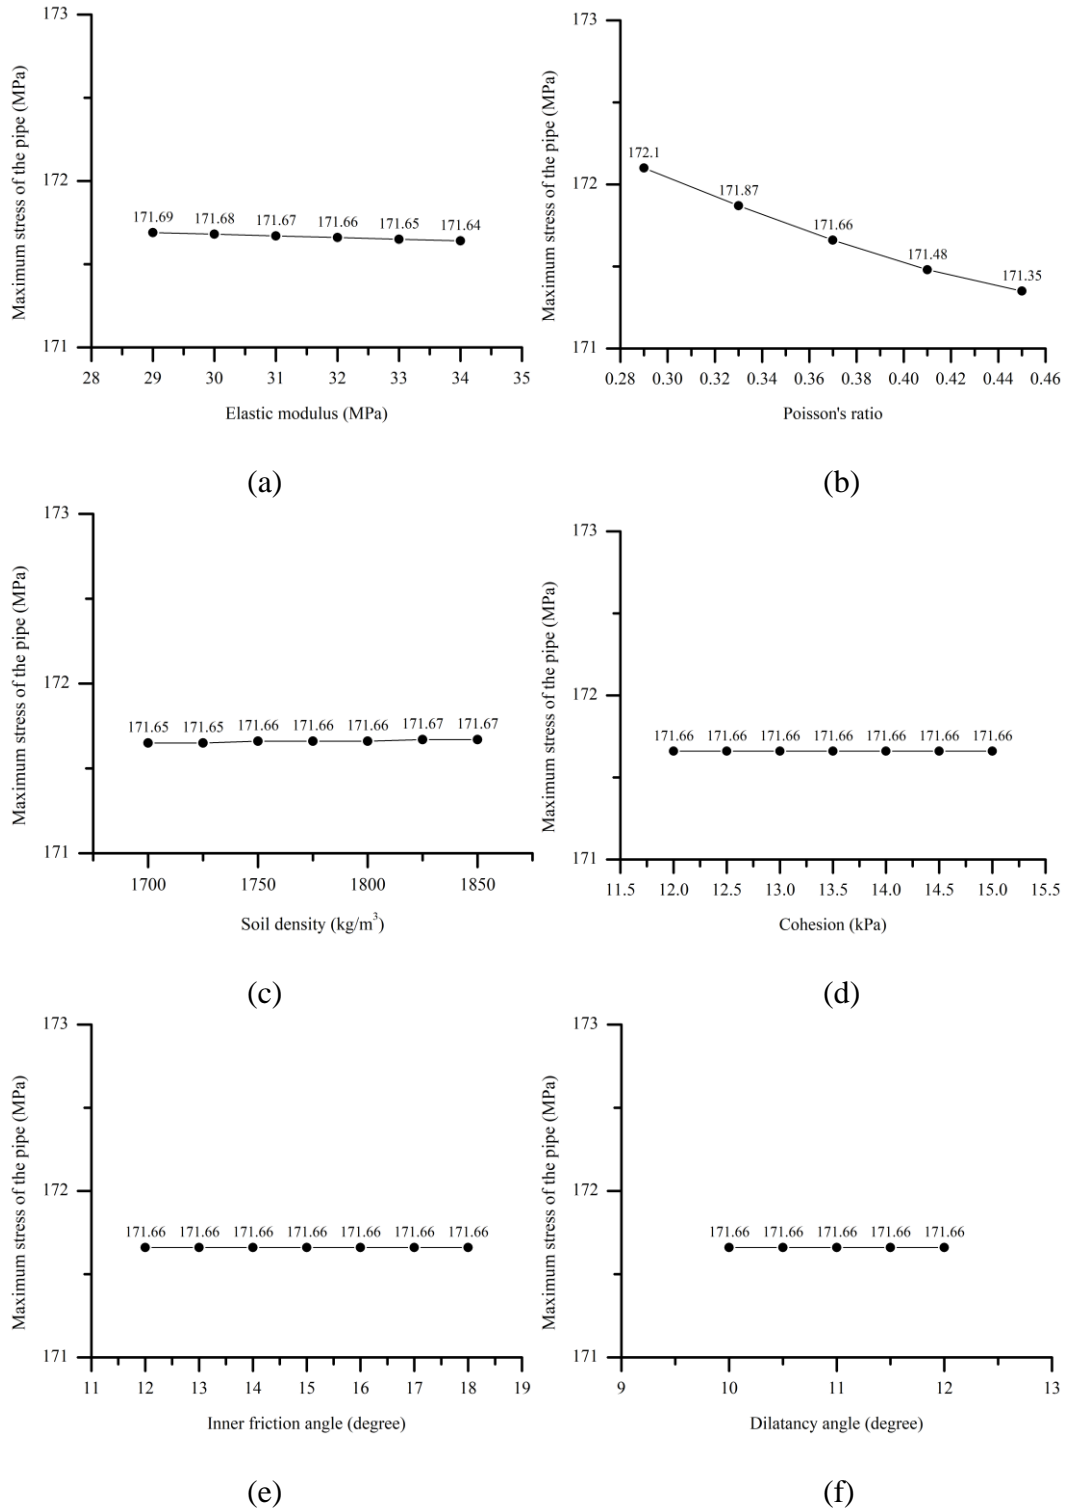 Maximum stress of the pipe (MPa)
173
172
171
171.69 171.68 171.67 171.66 171.65 171.64
28 29 30 31 32 33 34 35
Elastic modulus (MPa)
(a)
Maximum stress of the pipe (MPa)
173
172
171
172.1
171.87
171.66
171.48
171.35
0.28 0.30 0.32 0.34 0.36 0.38 0.40 0.42 0.44 0.46
Poisson's ratio
(b)
Maximum stress of the pipe (MPa)
173
172
171
171.65 171.65 171.66 171.66 171.66 171.67 171.67
1700 1750 1800 1850
Soil density (kg/m³)
(c)
Maximum stress of the pipe (MPa)
173
172
171
171.66 171.66 171.66 171.66 171.66 171.66 171.66
11.5 12.0 12.5 13.0 13.5 14.0 14.5 15.0 15.5
Cohesion (kPa)
(d)
Maximum stress of the pipe (MPa)
173
172
171
171.66 171.66 171.66 171.66 171.66 171.66 171.66
11 12 13 14 15 16 17 18 19
Inner friction angle (degree)
(e)
Maximum stress of the pipe (MPa)
173
172
171
171.66 171.66 171.66 171.66 171.66
9 10 11 12 13
Dilatancy angle (degree)
(f)